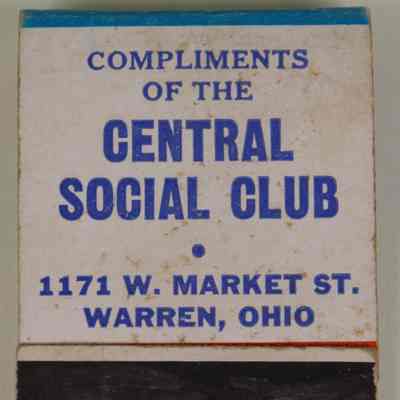 COMPLIMENTS
OF THE
CENTRAL
SOCIAL CLUB
•
1171 W. MARKET ST.
WARREN, OHIO